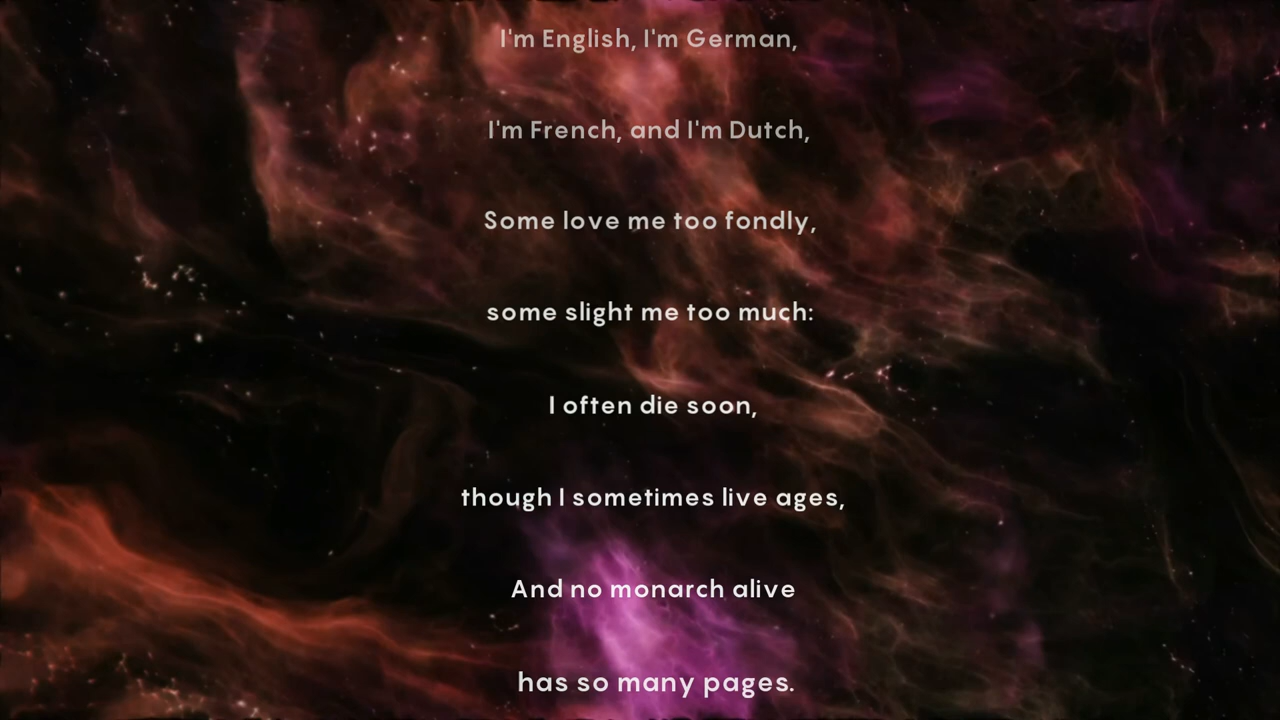 I'm English, I'm German,
I'm French, and I'm Dutch,
Some love me too fondly,
some slight me too much:
I often die soon,
though I sometimes live ages,
And no monarch alive
has so many pages.